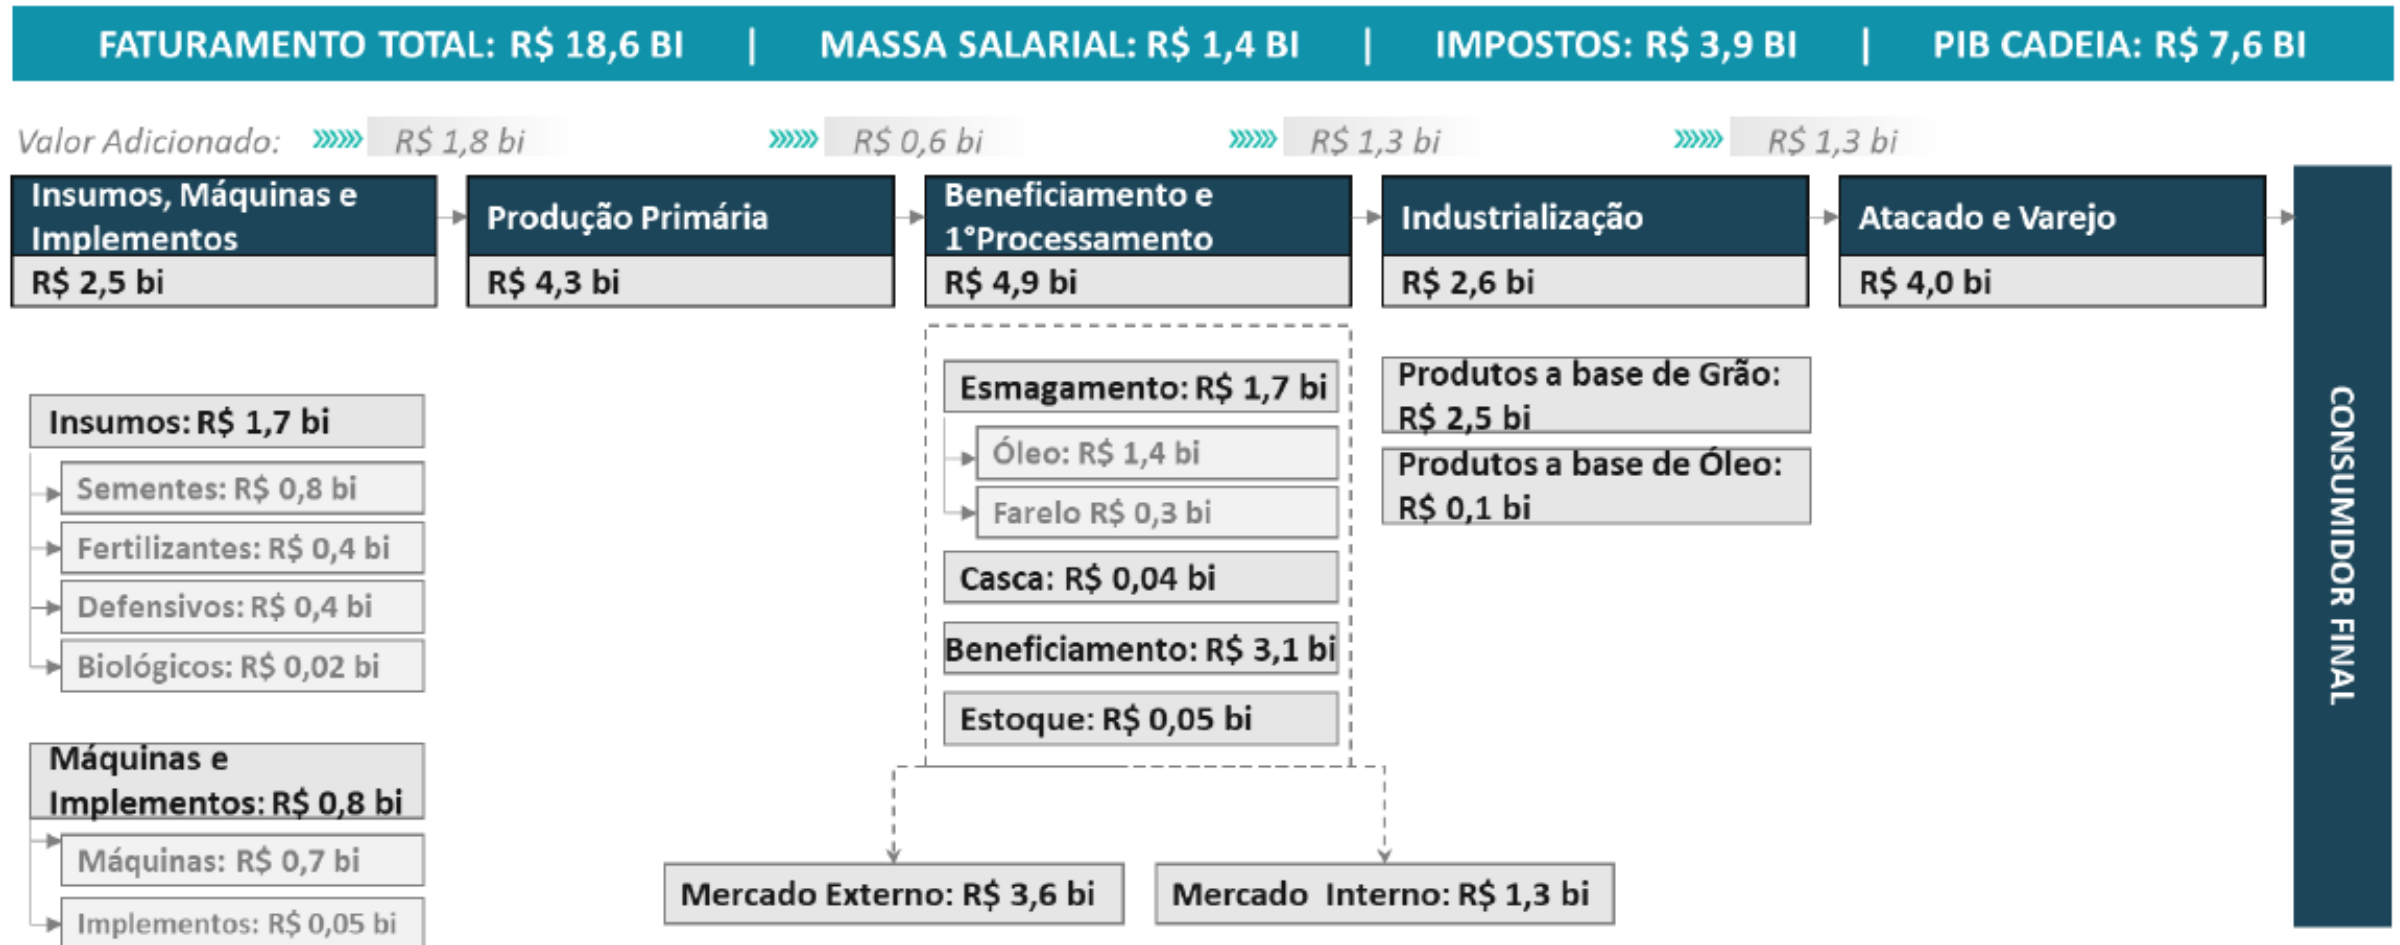 FATURAMENTO TOTAL: R$ 18,6 BI | MASSA SALARIAL: R$ 1,4 BI | IMPOSTOS: R$ 3,9 BI | PIB CADEIA: R$ 7,6 BI
Valor Adicionado: R$ 1,8 bi R$ 0,6 bi R$ 1,3 bi R$ 1,3 bi
Insumos, Máquinas e
Implementos
R$ 2,5 bi
Produção Primária
R$ 4,3 bi
Beneficiamento e
1°Processamento
R$ 4,9 bi
Industrialização
R$ 2,6 bi
Atacado e Varejo
R$ 4,0 bi
Insumos: R$ 1,7 bi
Sementes: R$ 0,8 bi
Fertilizantes: R$ 0,4 bi
Defensivos: R$ 0,4 bi
Biológicos: R$ 0,02 bi
Máquinas e
Implementos: R$ 0,8 bi
Máquinas: R$ 0,7 bi
Implementos: R$ 0,05 bi
Esmagamento: R$ 1,7 bi
Óleo: R$ 1,4 bi
Farelo R$ 0,3 bi
Casca: R$ 0,04 bi
Beneficiamento: R$ 3,1 bi
Estoque: R$ 0,05 bi
Mercado Externo: R$ 3,6 bi
Mercado Interno: R$ 1,3 bi
Produtos a base de Grão:
R$ 2,5 bi
Produtos a base de Óleo:
R$ 0,1 bi
CONSUMIDOR FINAL